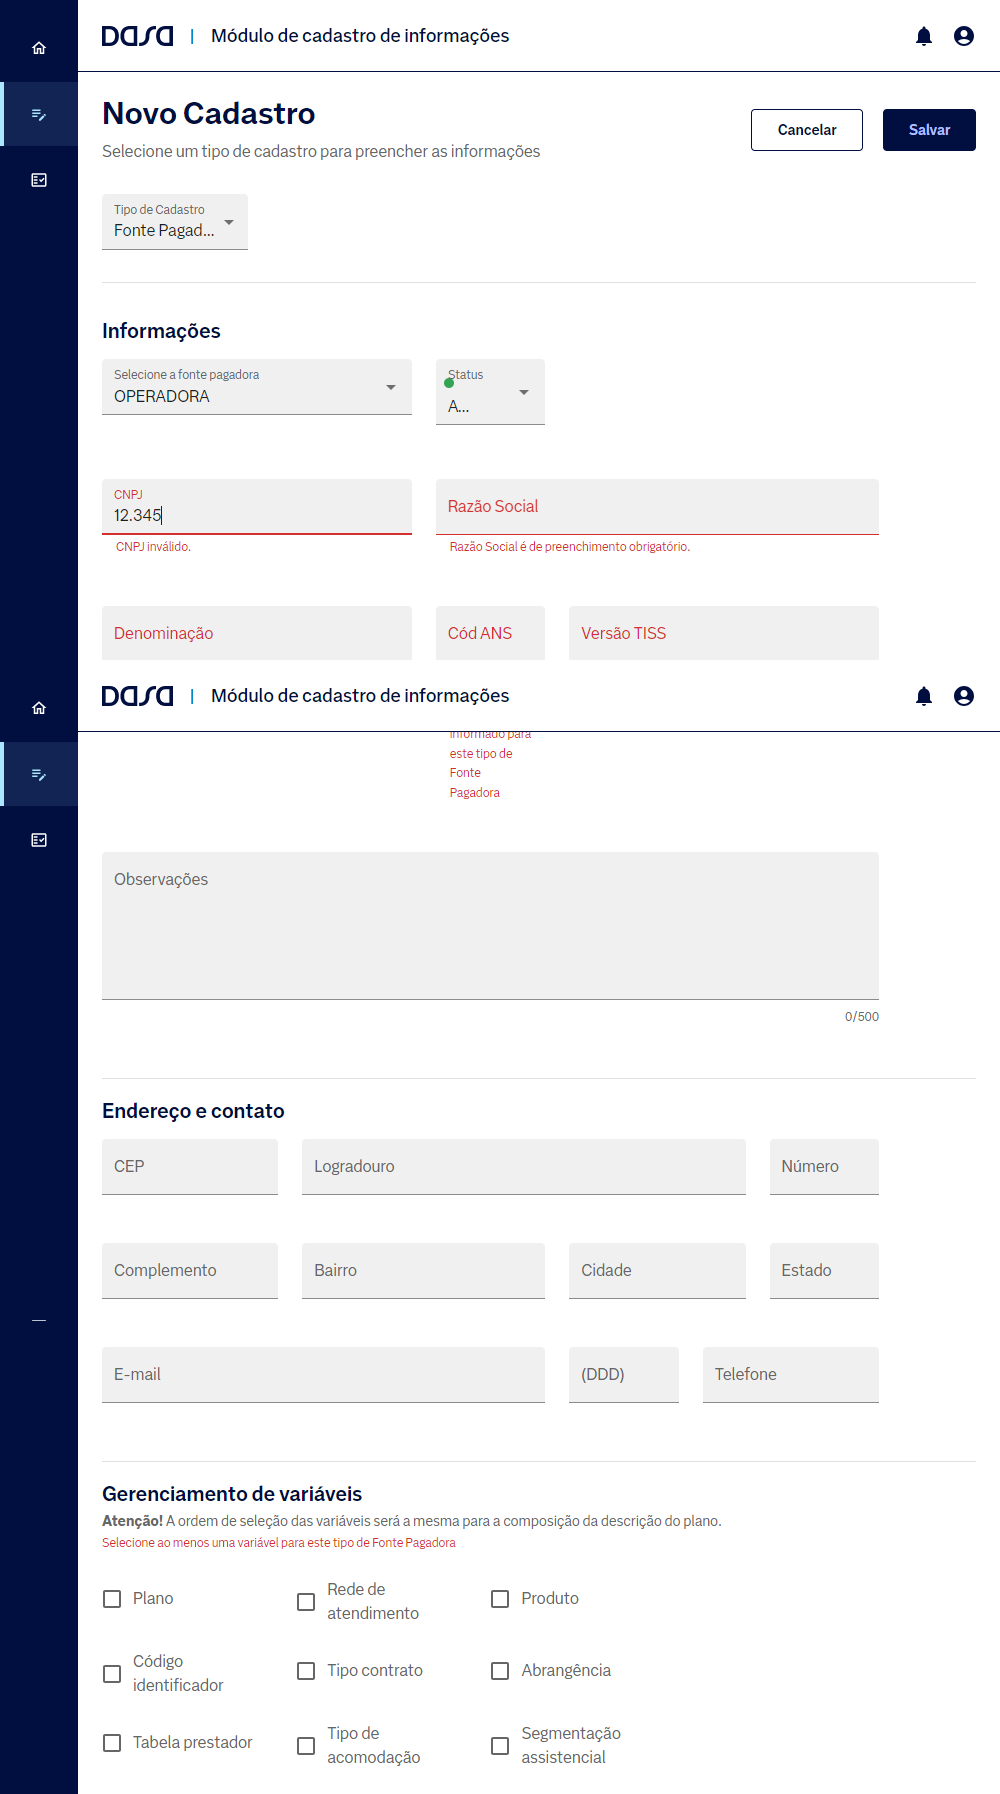 DASA | Módulo de cadastro de informações
Novo Cadastro
Cancelar
Salvar
Selecione um tipo de cadastro para preencher as informações
Tipo de Cadastro
Fonte Pagad...
Informações
Selecione a fonte pagadora
OPERADORA
Status
A...
CNPJ
12.345
CNPJ inválido.
Razão Social
Razão Social é de preenchimento obrigatório.
Denominação
Cód ANS
Versão TISS
DASA | Módulo de cadastro de informações
informado para
este tipo de
Fonte
Pagadora
Observações
0/500
Endereço e contato
CEP
Logradouro
Número
Complemento
Bairro
Cidade
Estado
E-mail
(DDD)
Telefone
Gerenciamento de variáveis
Atenção! A ordem de seleção das variáveis será a mesma para a composição da descrição do plano.
Selecione ao menos uma variável para este tipo de Fonte Pagadora
Plano
Rede de
atendimento
Produto
Código
identificador
Tipo contrato
Abrangência
Tabela prestador
Tipo de
acomodação
Segmentação
assistencial